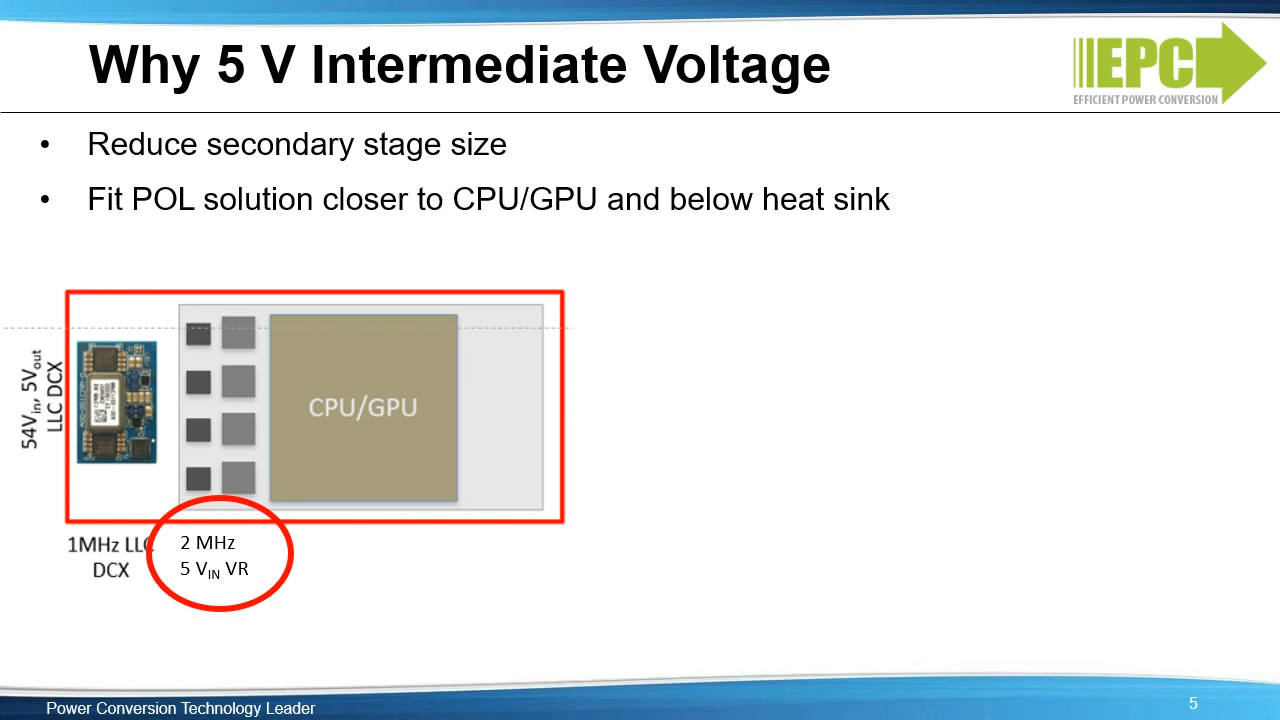 Why 5 V Intermediate Voltage
EPC
EFFICIENT POWER CONVERSION
• Reduce secondary stage size
• Fit POL solution closer to CPU/GPU and below heat sink
54Vin, 5Vout
LLC DCX
CPU/GPU
1MHz LLC
DCX
2 MHz
5 VIN VR
Power Conversion Technology Leader
5